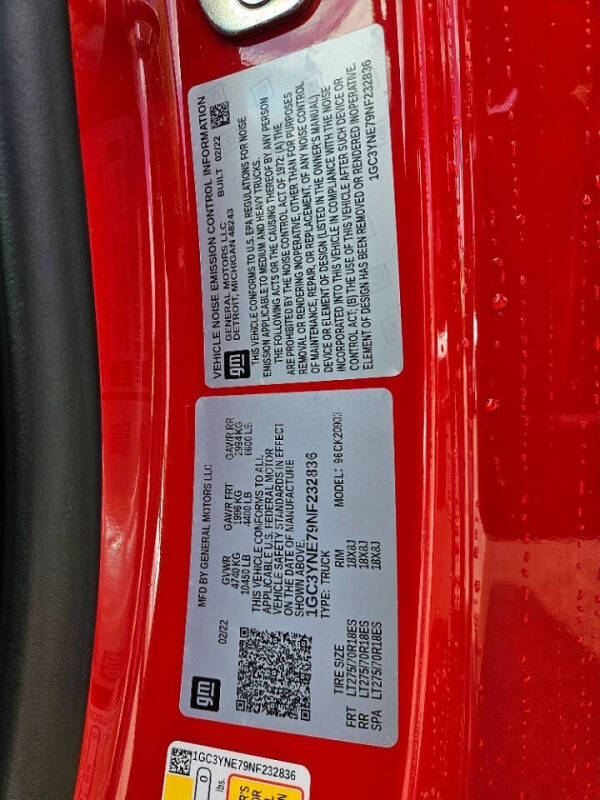 VEHICLE NOISE EMISSION CONTROL INFORMATION
gm
GENERAL MOTORS LLC
DETROIT, MICHIGAN 48243
BUILT 02/22
THIS VEHICLE CONFORMS TO U.S. EPA REGULATIONS FOR NOISE
EMISSION APPLICABLE TO MEDIUM AND HEAVY TRUCKS.
THE FOLLOWING ACTS OR THE CAUSING THEREOF BY ANY PERSON
ARE PROHIBITED BY THE NOISE CONTROL ACT OF 1972: (A) THE
REMOVAL OR RENDERING INOPERATIVE, OTHER THAN FOR PURPOSES
OF MAINTENANCE, REPAIR, OR REPLACEMENT, OF ANY NOISE CONTROL
DEVICE OR ELEMENT OF DESIGN (LISTED IN THE OWNER'S MANUAL)
INCORPORATED INTO THIS VEHICLE IN COMPLIANCE WITH THE NOISE
CONTROL ACT; (B) THE USE OF THIS VEHICLE AFTER SUCH DEVICE OR
ELEMENT OF DESIGN HAS BEEN REMOVED OR RENDERED INOPERATIVE.
1GC3YNE79NF232836
gm
MFD BY GENERAL MOTORS LLC
02/22
GVWR GAWR FRT GAWR RR
4740 KG 1996 KG 2994 KG
10450 LB 4400 LB 6600 LB
THIS VEHICLE CONFORMS TO ALL
APPLICABLE U.S. FEDERAL MOTOR
VEHICLE SAFETY STANDARDS IN EFFECT
ON THE DATE OF MANUFACTURE
SHOWN ABOVE.
1GC3YNE79NF232836
TYPE: TRUCK MODEL: 96CK20903
TIRE SIZE RIM
FRT LT275/70R18ES 18X8J
RR LT275/70R18ES 18X8J
SPA LT275/70R18ES 18X8J
1GC3YNE79NF232836
0
lbs.